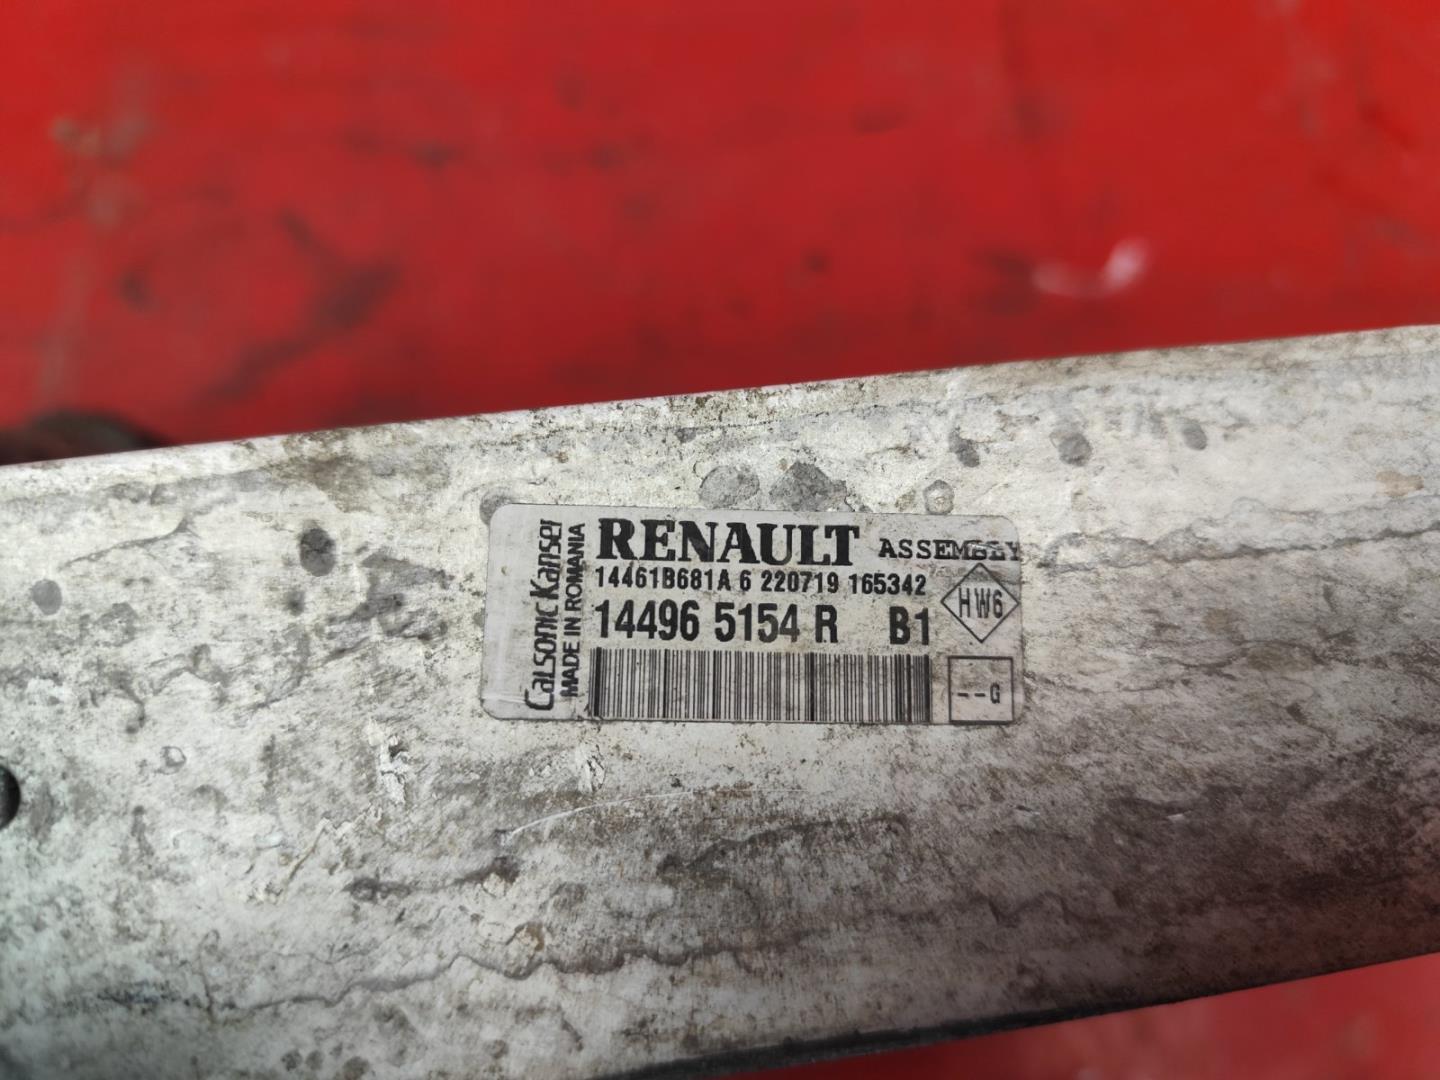 Calsonic Kansei
MADE IN ROMANIA
RENAULT ASSEMBLY
14461B681A 6 220719 165342
14496 5154 R B1
HW6
--G